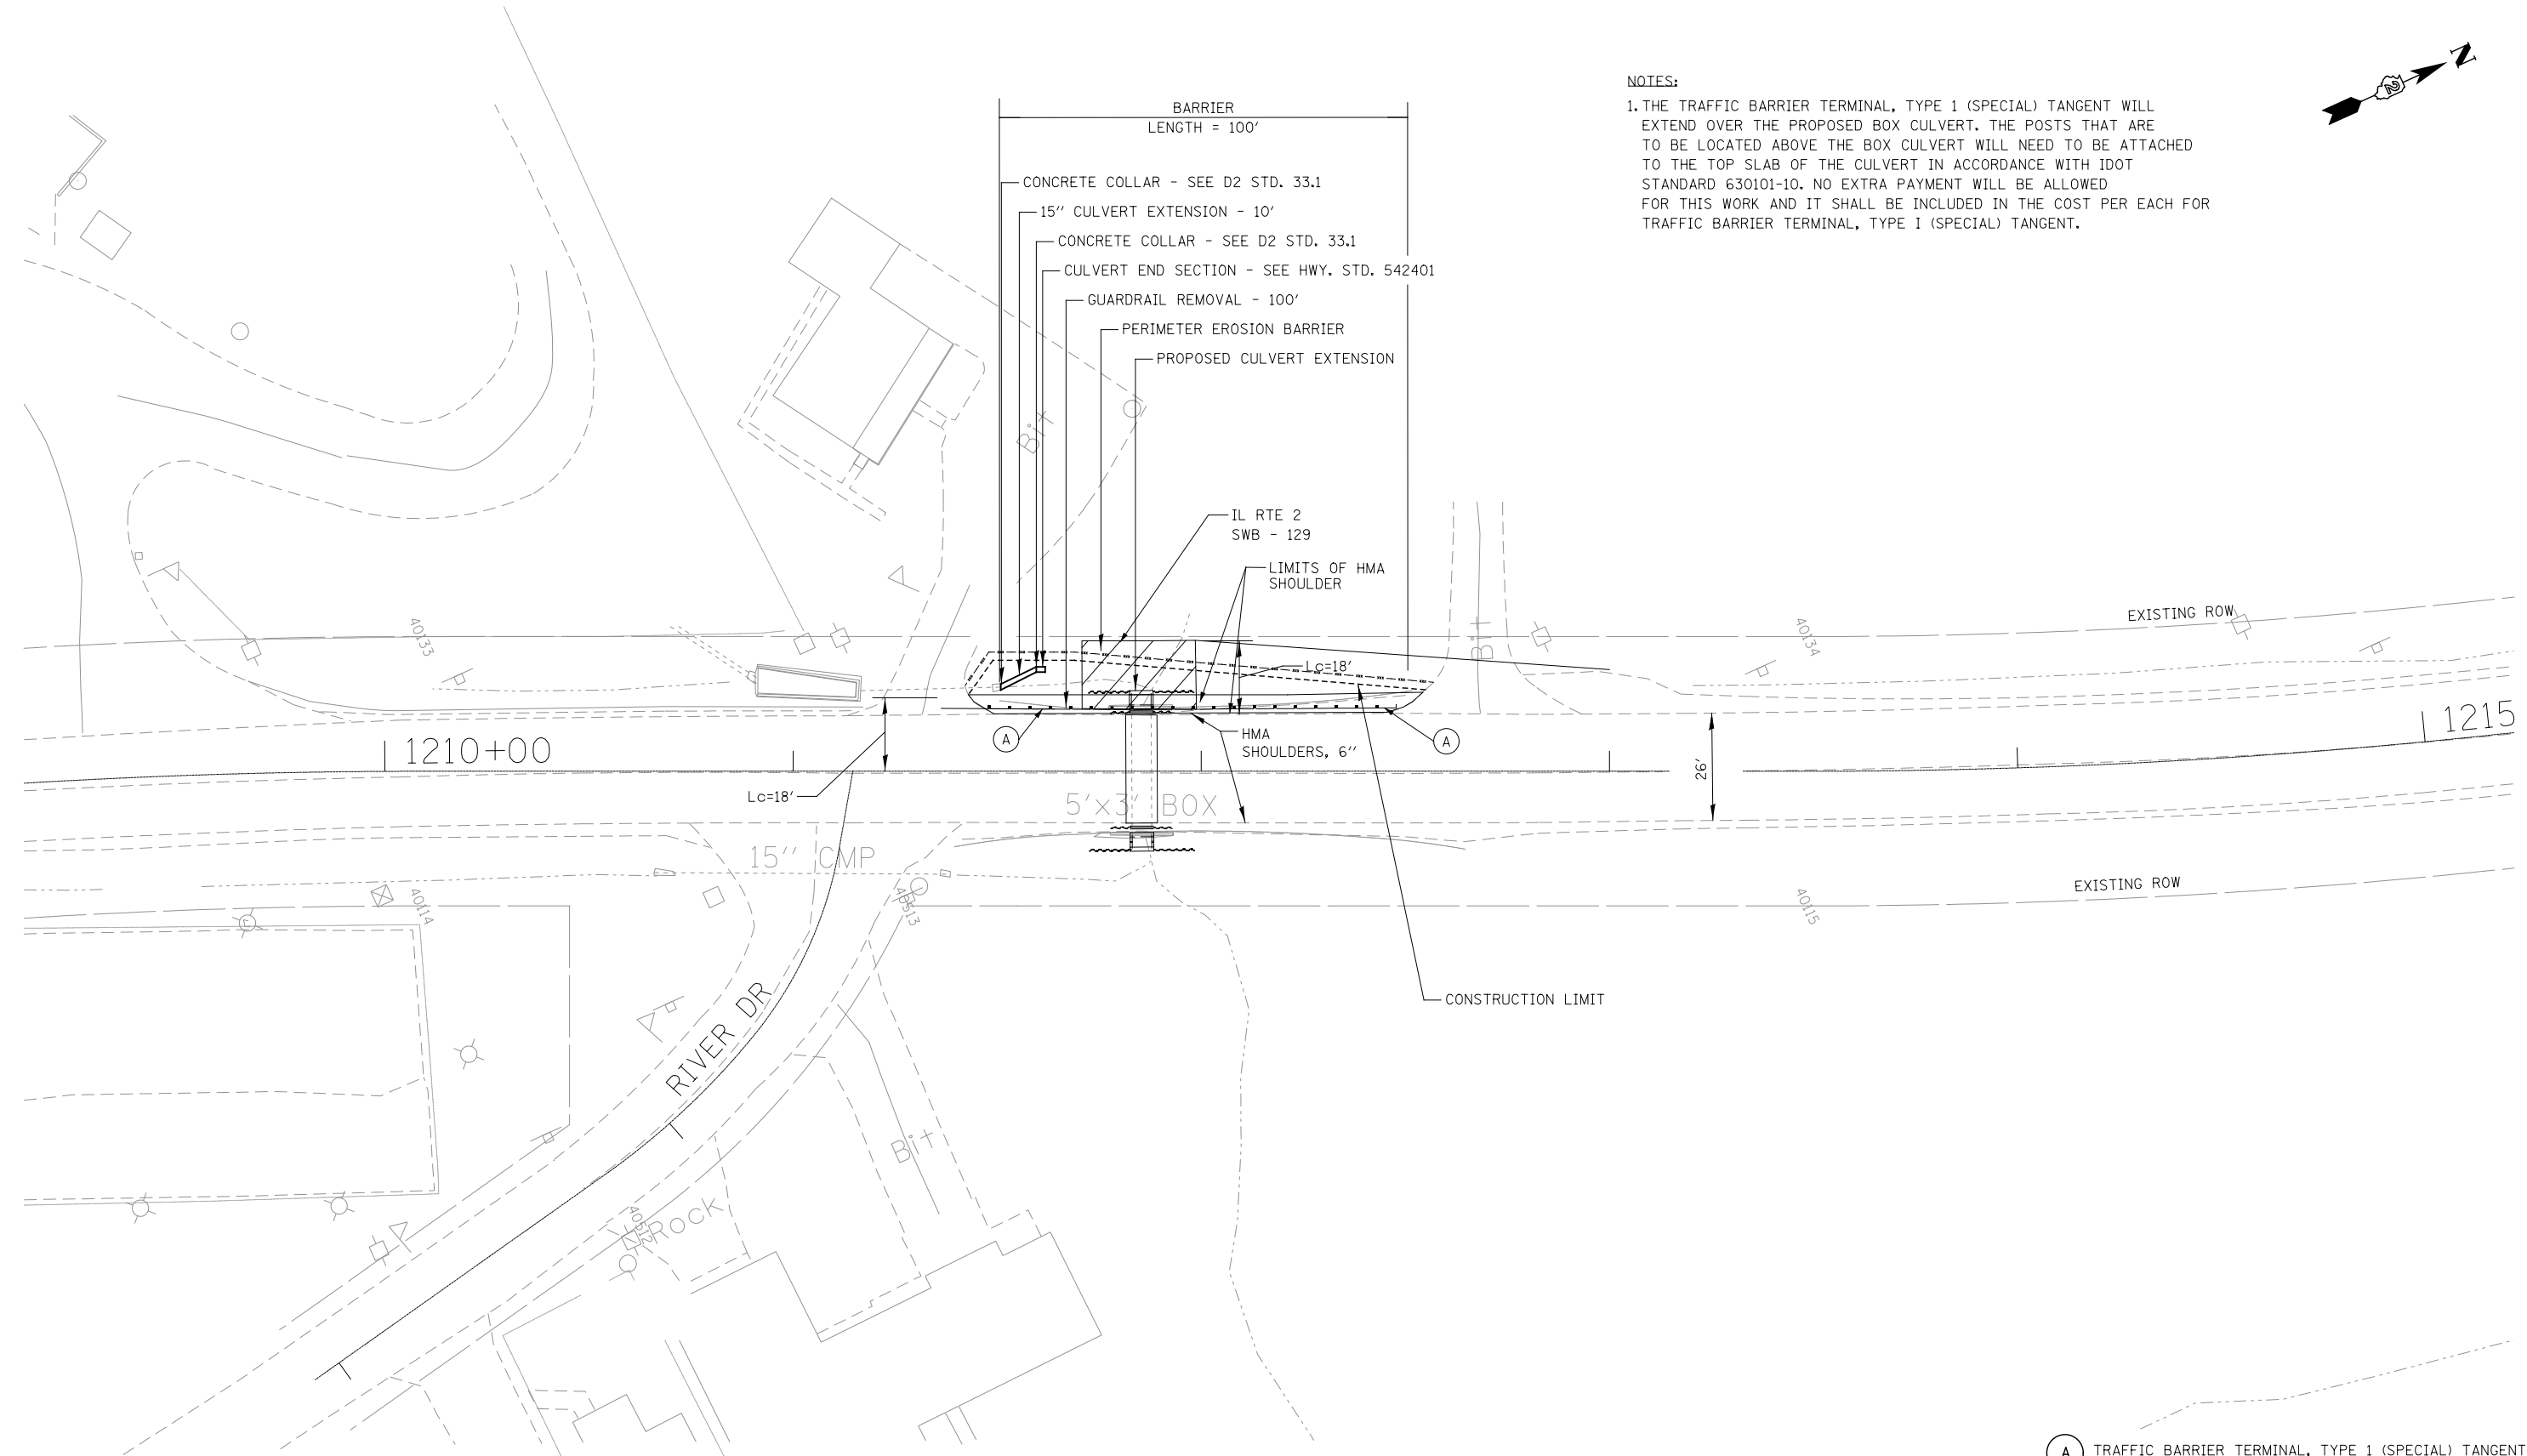 N
2
NOTES:
1. THE TRAFFIC BARRIER TERMINAL, TYPE 1 (SPECIAL) TANGENT WILL
EXTEND OVER THE PROPOSED BOX CULVERT. THE POSTS THAT ARE
TO BE LOCATED ABOVE THE BOX CULVERT WILL NEED TO BE ATTACHED
TO THE TOP SLAB OF THE CULVERT IN ACCORDANCE WITH IDOT
STANDARD 630101-10. NO EXTRA PAYMENT WILL BE ALLOWED
FOR THIS WORK AND IT SHALL BE INCLUDED IN THE COST PER EACH FOR
TRAFFIC BARRIER TERMINAL, TYPE I (SPECIAL) TANGENT.
BARRIER
LENGTH = 100'
CONCRETE COLLAR - SEE D2 STD. 33.1
15'' CULVERT EXTENSION - 10'
CONCRETE COLLAR - SEE D2 STD. 33.1
CULVERT END SECTION - SEE HWY. STD. 542401
GUARDRAIL REMOVAL - 100'
PERIMETER EROSION BARRIER
PROPOSED CULVERT EXTENSION
Bit
IL RTE 2
SWB - 129
LIMITS OF HMA
SHOULDER
EXISTING ROW
40133
Bit
40134
Lc=18'
1210+00
A
HMA
SHOULDERS, 6''
A
1215
26'
Lc=18'
5'x3' BOX
15'' CMP
40114
40513
40115
EXISTING ROW
RIVER DR
CONSTRUCTION LIMIT
Bit
40512
Rock
A TRAFFIC BARRIER TERMINAL, TYPE 1 (SPECIAL) TANGENT